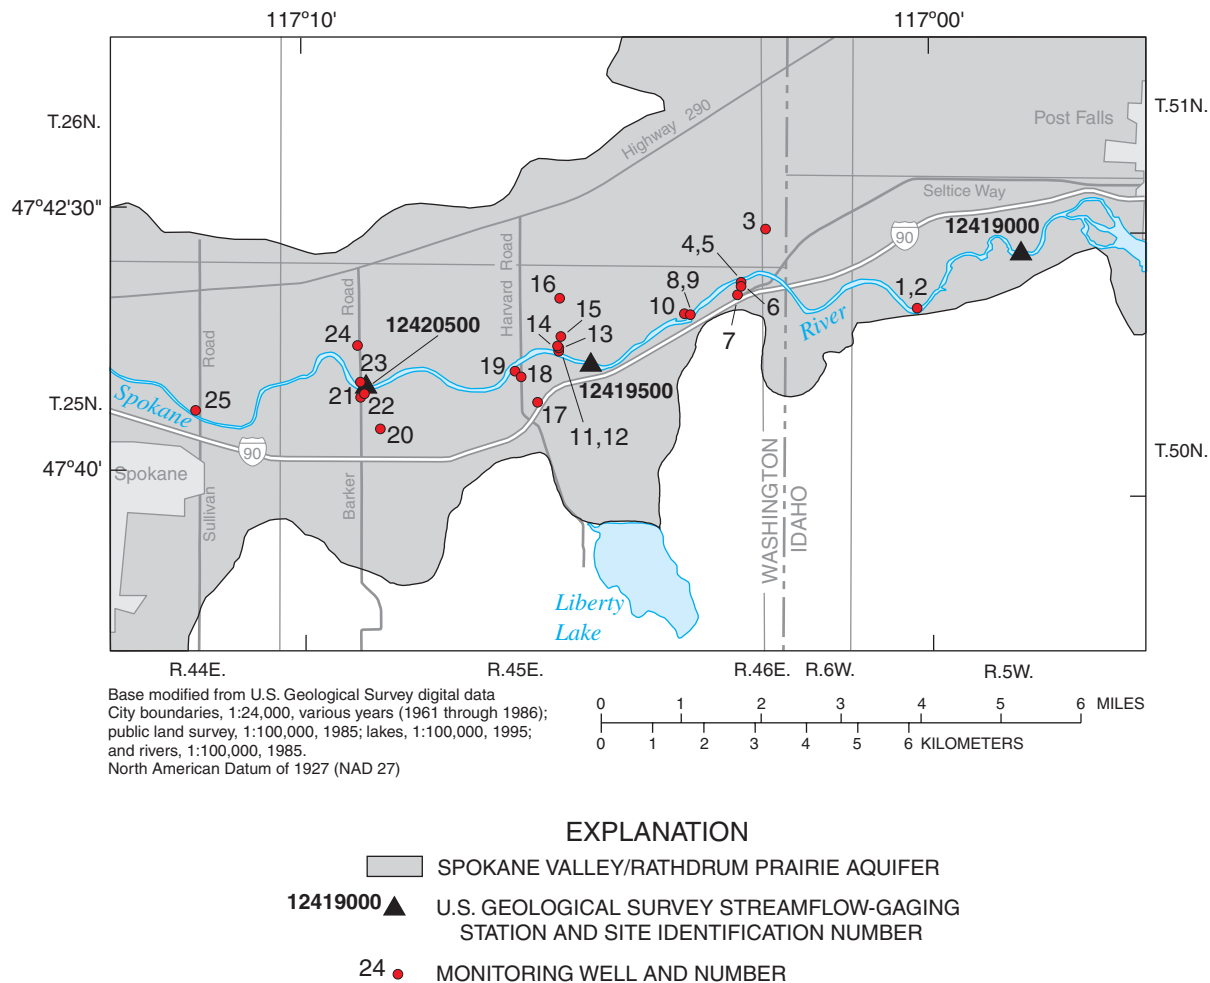 117°10'
117°00'
T.26N.
T.51N.
Highway 290
Post Falls
47°42'30"
Seltice Way
3
12419000
90
4,5
Harvard Road
8,9
1,2
16
Road
10
6
15
River
12420500
14
13
7
24
Road
23
19
18
12419500
Spokane
25
21
22
17
T.25N.
20
11,12
90
T.50N.
47°40'
Spokane
Sullivan
Barker
WASHINGTON
IDAHO
Liberty
Lake
R.44E.
R.45E.
R.46E.
R.6W.
R.5W.
Base modified from U.S. Geological Survey digital data
City boundaries, 1:24,000, various years (1961 through 1986);
public land survey, 1:100,000, 1985; lakes, 1:100,000, 1995;
and rivers, 1:100,000, 1985.
North American Datum of 1927 (NAD 27)
0 1 2 3 4 5 6 MILES
0 1 2 3 4 5 6 KILOMETERS
EXPLANATION
SPOKANE VALLEY/RATHDRUM PRAIRIE AQUIFER
12419000 U.S. GEOLOGICAL SURVEY STREAMFLOW-GAGING
STATION AND SITE IDENTIFICATION NUMBER
24 MONITORING WELL AND NUMBER